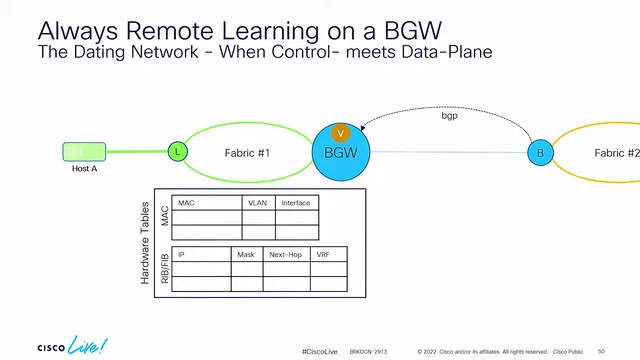 Always Remote Learning on a BGW
The Dating Network - When Control- meets Data-Plane
bgp
V
L
Fabric #1
BGW
B
Fabric #2
Host A
Hardware Tables
MAC
MAC VLAN Interface
RIB/FIB
IP Mask Next-Hop VRF
CISCO Live!
#CiscoLive BRKDCN-2913 © 2022 Cisco and/or its affiliates. All rights reserved. Cisco Public 50